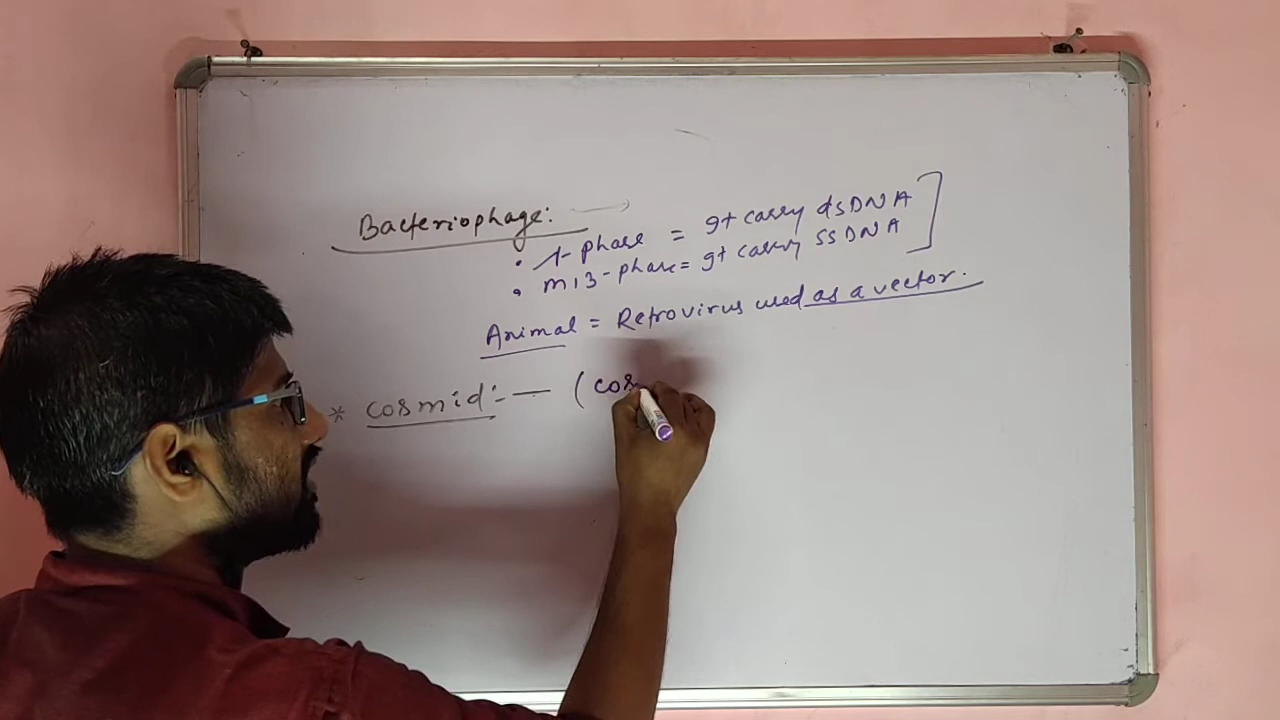 Bacteriophage:
• λ-phase = gt carry dsDNA
• m13-phase = gt carry ssDNA
Animal = Retrovirus used as a vector.
* cosmid:- — (cos